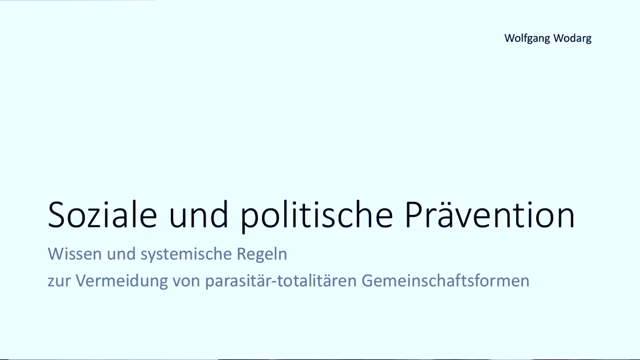 Wolfgang Wodarg
Soziale und politische Prävention
Wissen und systemische Regeln
zur Vermeidung von parasitär-totalitären Gemeinschaftsformen